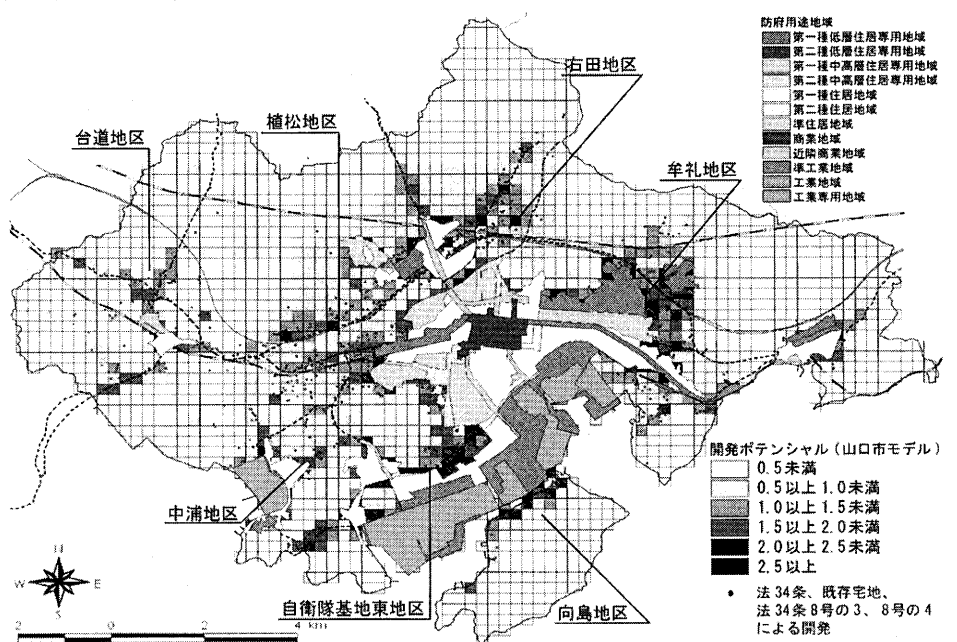 防府用途地域
第一種低層住居専用地域
第二種低層住居専用地域
第一種中高層住居専用地域
第二種中高層住居専用地域
第一種住居地域
第二種住居地域
準住居地域
商業地域
近隣商業地域
準工業地域
工業地域
工業専用地域
右田地区
植松地区
台道地区
牟礼地区
開発ポテンシャル(山口市モデル)
0.5未満
0.5以上1.0未満
1.0以上1.5未満
1.5以上2.0未満
2.0以上2.5未満
2.5以上
• 法34条、既存宅地、
法34条8号の3、8号の4
による開発
中浦地区
自衛隊基地東地区
向島地区
N
W E
S
2 0 2 4 km